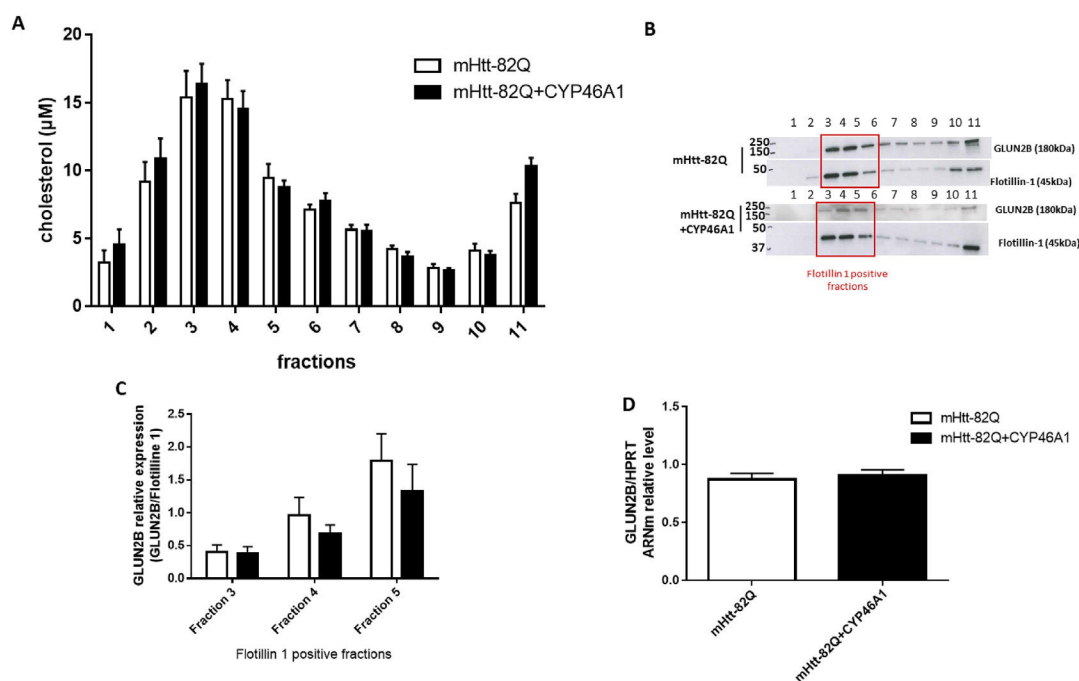 A
cholesterol (µM)
20
15
10
5
0
1 2 3 4 5 6 7 8 9 10 11
fractions
mHtt-82Q
mHtt-82Q+CYP46A1
B
1 2 3 4 5 6 7 8 9 10 11
mHtt-82Q
250
150
50
GLUN2B (180kDa)
Flotillin-1 (45kDa)
1 2 3 4 5 6 7 8 9 10 11
mHtt-82Q
+CYP46A1
250
150
50
37
GLUN2B (180kDa)
Flotillin-1 (45kDa)
Flotillin 1 positive
fractions
C
GLUN2B relative expression
(GLUN2B/Flotilline 1)
2.5
2.0
1.5
1.0
0.5
0.0
Fraction 3
Fraction 4
Fraction 5
Flotillin 1 positive fractions
D
GLUN2B/HPRT
ARNm relative level
1.5
1.0
0.5
0.0
mHtt-82Q
mHtt-82Q+CYP46A1
mHtt-82Q
mHtt-82Q+CYP46A1